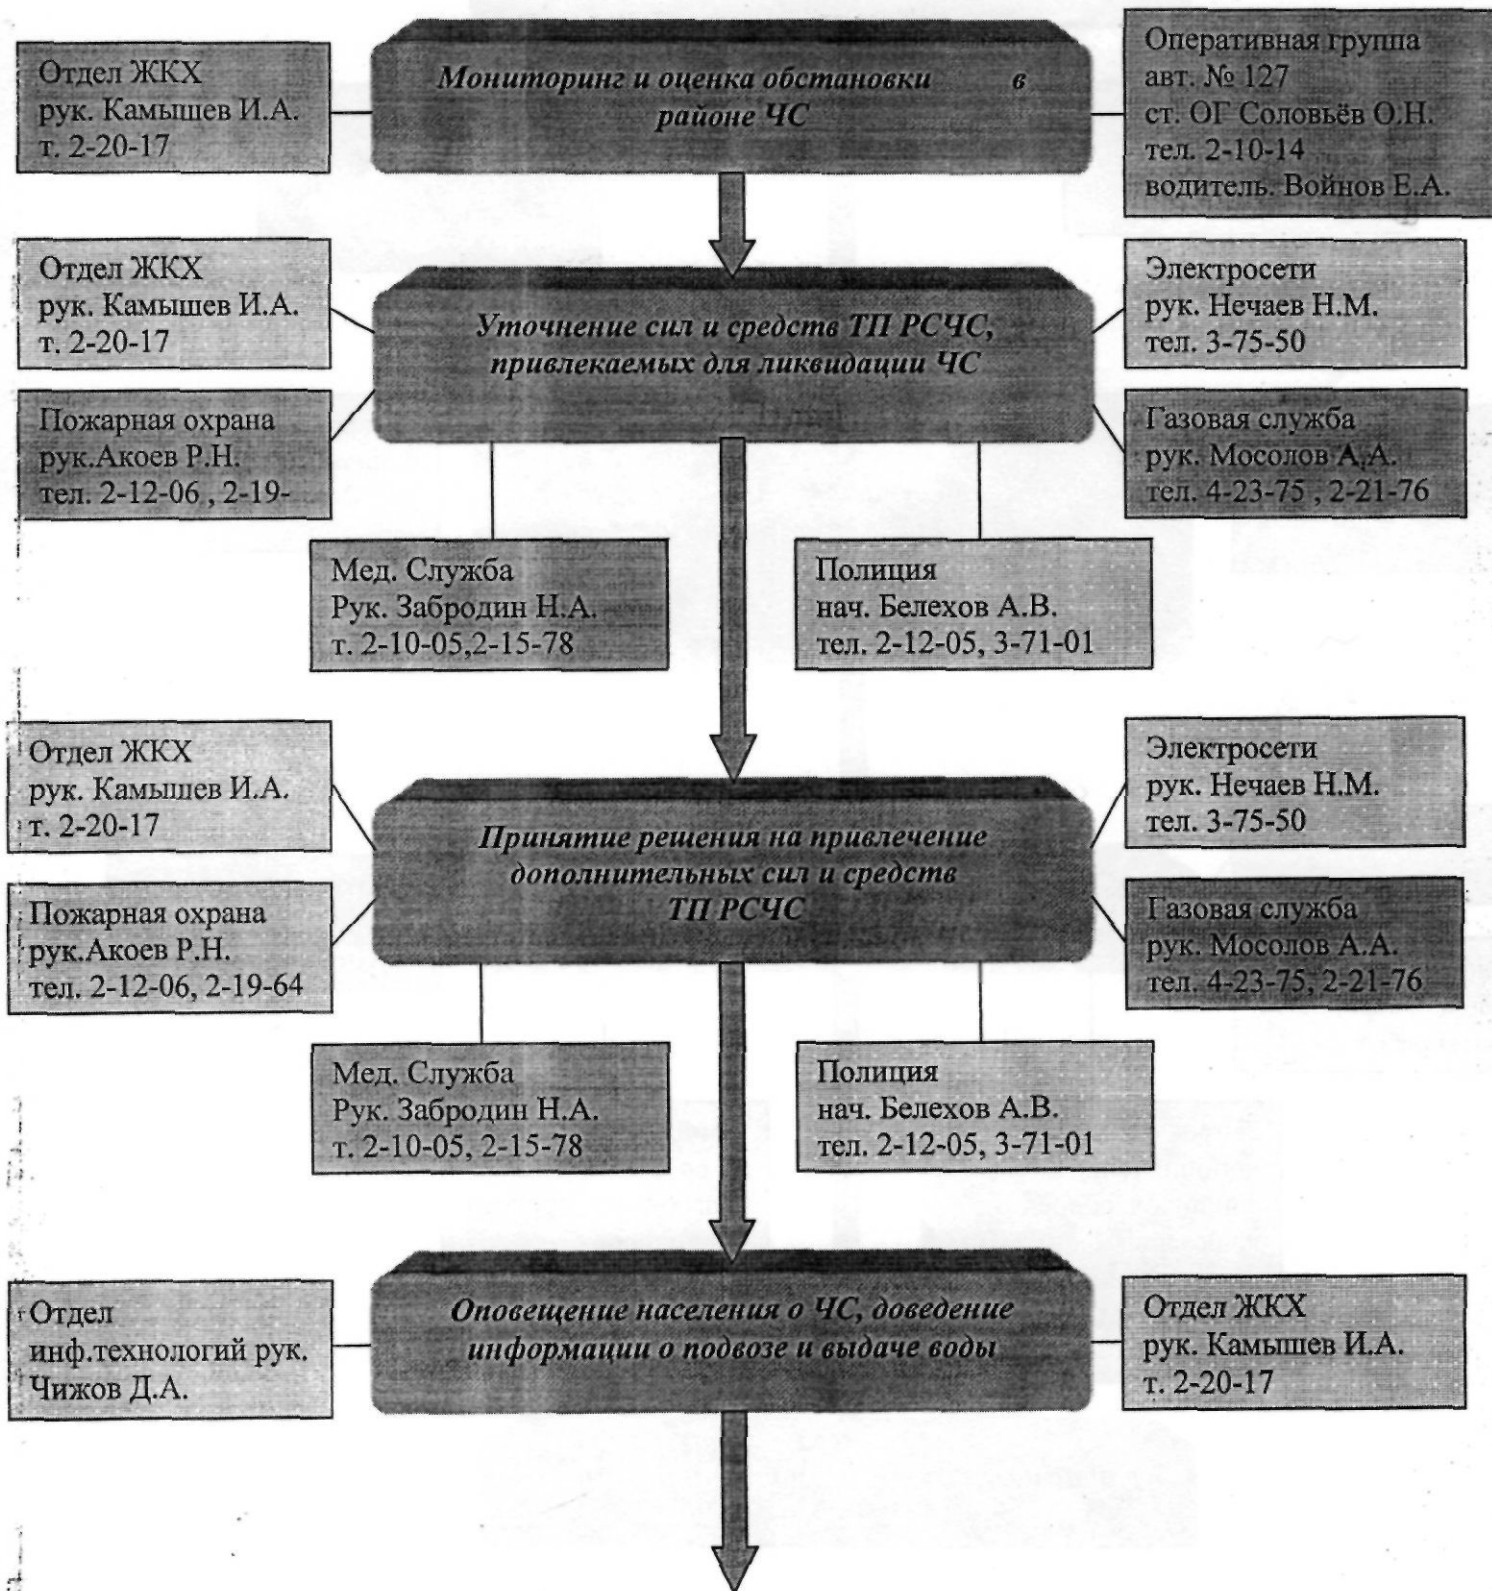 Отдел ЖКХ
рук. Камышев И.А.
т. 2-20-17
Мониторинг и оценка обстановки в
районе ЧС
Оперативная группа
авт. № 127
ст. ОГ Соловьёв О.Н.
тел. 2-10-14
водитель. Войнов Е.А.
Отдел ЖКХ
рук. Камышев И.А.
т. 2-20-17
Уточнение сил и средств ТП РСЧС,
привлекаемых для ликвидации ЧС
Электросети
рук. Нечаев Н.М.
тел. 3-75-50
Пожарная охрана
рук.Акоев Р.Н.
тел. 2-12-06 , 2-19-
Газовая служба
рук. Мосолов А.А.
тел. 4-23-75 , 2-21-76
Мед. Служба
Рук. Забродин Н.А.
т. 2-10-05,2-15-78
Полиция
нач. Белехов А.В.
тел. 2-12-05, 3-71-01
Отдел ЖКХ
рук. Камышев И.А.
т. 2-20-17
Принятие решения на привлечение
дополнительных сил и средств
ТП РСЧС
Электросети
рук. Нечаев Н.М.
тел. 3-75-50
Пожарная охрана
рук.Акоев Р.Н.
тел. 2-12-06, 2-19-64
Газовая служба
рук. Мосолов А.А.
тел. 4-23-75, 2-21-76
Мед. Служба
Рук. Забродин Н.А.
т. 2-10-05, 2-15-78
Полиция
нач. Белехов А.В.
тел. 2-12-05, 3-71-01
Отдел
инф.технологий рук.
Чижов Д.А.
Оповещение населения о ЧС, доведение
информации о подвозе и выдаче воды
Отдел ЖКХ
рук. Камышев И.А.
т. 2-20-17